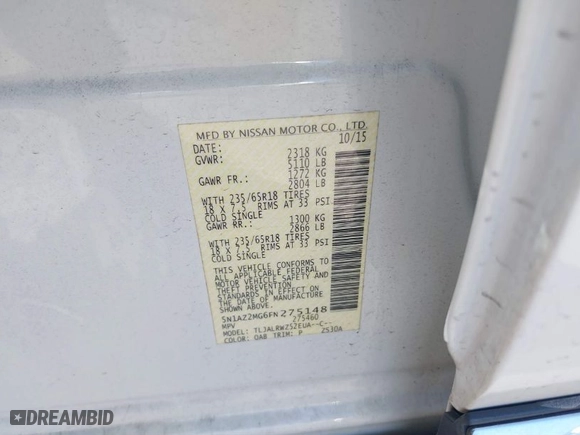 MFD BY NISSAN MOTOR CO., LTD.
DATE: 10/15
GVWR: 2318 KG
5110 LB
GAWR FR.: 1272 KG
2804 LB
WITH 235/65R18 TIRES
18 X 7.5 RIMS AT 33 PSI
COLD SINGLE
GAWR RR.: 1300 KG
2866 LB
WITH 235/65R18 TIRES
18 X 7.5 RIMS AT 33 PSI
COLD SINGLE
THIS VEHICLE CONFORMS TO
ALL APPLICABLE FEDERAL
MOTOR VEHICLE SAFETY AND
THEFT PREVENTION
STANDARDS IN EFFECT ON THE
DATE OF MANUFACTURE
5N1AZ2MG6FN275148
MPV 275460
MODEL: TLJALRWZ52EUA--C--
COLOR: QAB TRIM: P Z530A
DREAMBID